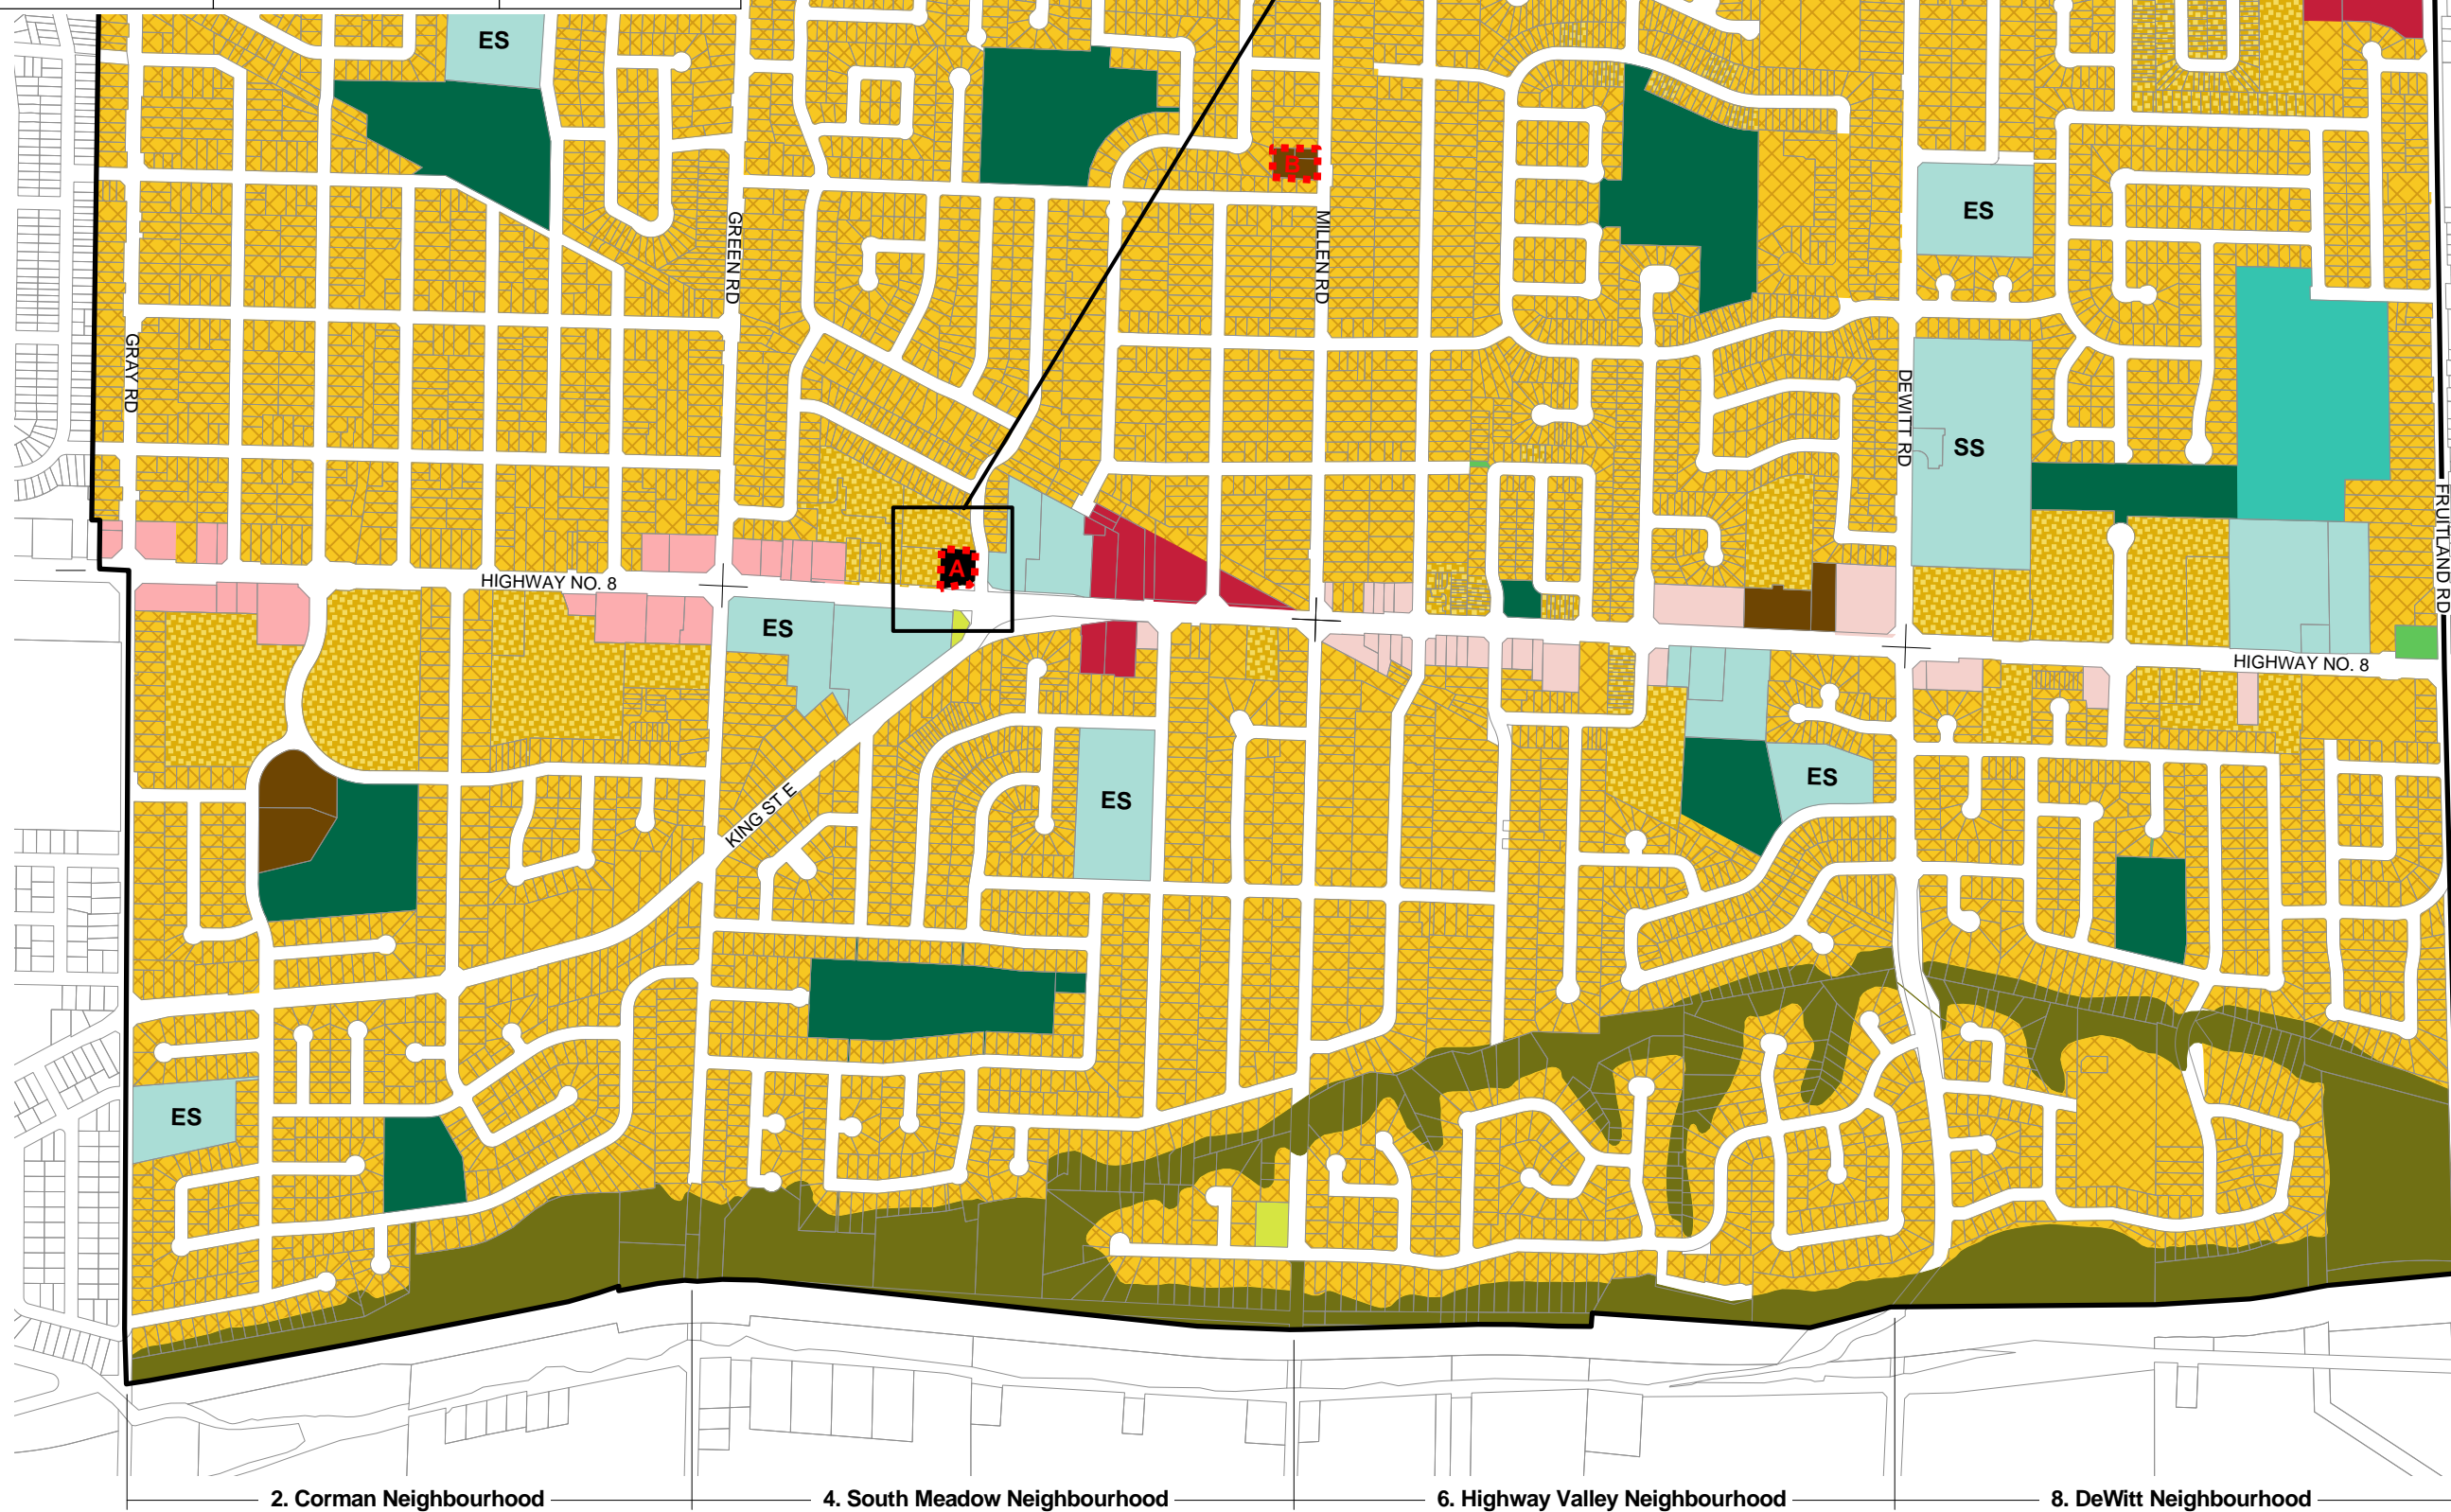 ES
B
ES
GREEN RD
MILLEN RD
GRAY RD
DEWITT RD
SS
FRUITLAND RD
A
HIGHWAY NO. 8
ES
HIGHWAY NO. 8
ES
ES
KING ST E
ES
2. Corman Neighbourhood
4. South Meadow Neighbourhood
6. Highway Valley Neighbourhood
8. DeWitt Neighbourhood